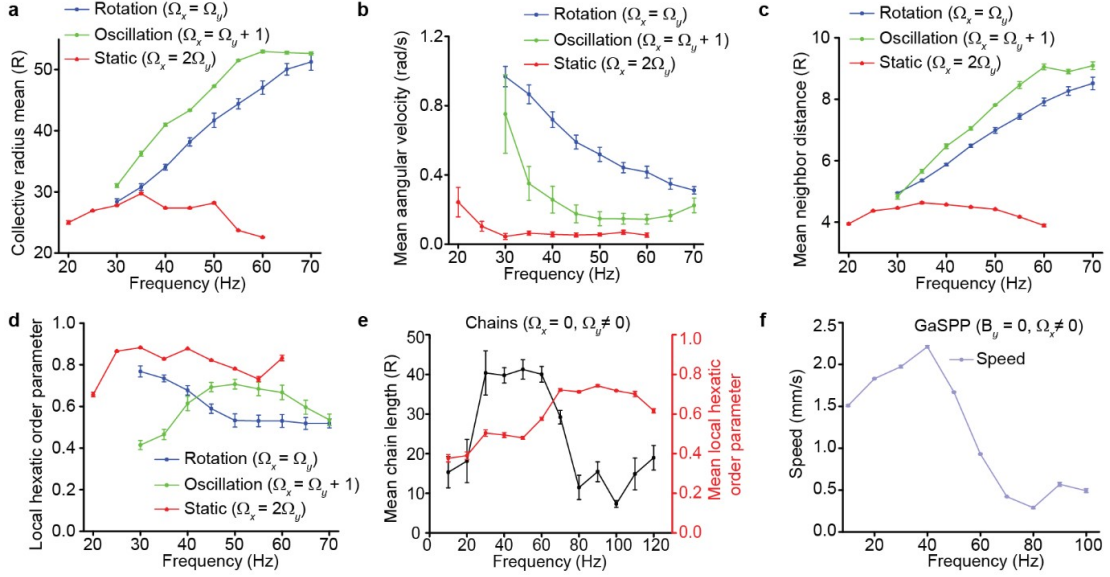 a
Rotation (Ωx = Ωy)
Oscillation (Ωx = Ωy + 1)
Static (Ωx = 2Ωy)
Collective radius mean (R)
50
40
30
20
20 30 40 50 60 70
Frequency (Hz)
b
Rotation (Ωx = Ωy)
Oscillation (Ωx = Ωy + 1)
Static (Ωx = 2Ωy)
Mean aangular velocity (rad/s)
1.2
0.8
0.4
0.0
20 30 40 50 60 70
Frequency (Hz)
c
Rotation (Ωx = Ωy)
Oscillation (Ωx = Ωy + 1)
Static (Ωx = 2Ωy)
Mean neighbor distance (R)
10
8
6
4
20 30 40 50 60 70
Frequency (Hz)
d
Local hexatic order parameter
1.0
0.8
0.6
0.4
0.2
0.0
Rotation (Ωx = Ωy)
Oscillation (Ωx = Ωy + 1)
Static (Ωx = 2Ωy)
20 30 40 50 60 70
Frequency (Hz)
e
Chains (Ωx = 0, Ωy ≠ 0)
Mean chain length (R)
50
40
30
20
10
0
1.0
0.8
0.6
0.4
0.2
0.0
Mean local hexatic
order parameter
0 20 40 60 80 100 120
Frequency (Hz)
f
GaSPP (By = 0, Ωx ≠ 0)
Speed
Speed (mm/s)
2.5
2.0
1.5
1.0
0.5
0.0
20 40 60 80 100
Frequency (Hz)